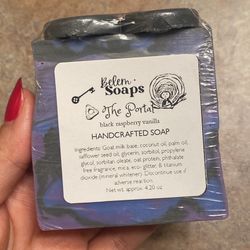 Belem
Soaps
The Portal
black raspberry vanilla
HANDCRAFTED SOAP
Ingredients: Goat milk base, coconut oil, palm oil,
safflower seed oil, glycerin, sorbitol, propylene
glycol, sorbitan oleate, oat protein, phthalate
free fragrance, mica, eco- glitter, & titanium
dioxide (mineral whitener). Discontinue use if
adverse reaction.
Net wt. approx. 4.20 oz